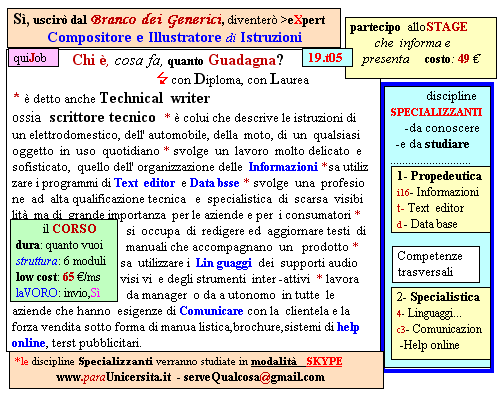 Sì, uscirò dal Branco dei Generici, diventerò >eXpert
Compositore e Illustratore di Istruzioni
partecipo alloSTAGE
che informa e
presenta costo: 49 €
quiJob
Chi è, cosa fa, quanto Guadagna?
19.t05
con Diploma, con Laurea
* è detto anche Technical writer
ossia scrittore tecnico * è colui che descrive le istruzioni di
un elettrodomestico, dell' automobile, della moto, di un qualsiasi
oggetto in uso quotidiano * svolge un lavoro molto delicato e
sofisticato, quello dell' organizzazione delle Informazioni *sa utiliz
zare i programmi di Text editor e Data bsse * svolge una professio
ne ad alta qualificazione tecnica e specialistica di scarsa visibi
lità ma di grande importanza per le aziende e per i consumatori *
si occupa di redigere ed aggiornare testi di
manuali che accompagnano un prodotto *
sa utilizzare i Lin guaggi dei supporti audio
visi vi e degli strumenti inter-attivi * lavora
da manager o da a utonomo in tutte le
aziende che hanno esigenze di Comunicare con la clientela e la
forza vendita sotto forma di manua listica,brochure,sistemi di help
online, terst pubblicitari.
il CORSO
dura: quanto vuoi
struttura: 6 moduli
low cost: 65 €/ms
laVORO: invio,Sì
discipline
SPECIALIZZANTI
-da conoscere
-e da studiare
............................
1- Propedeutica
i16- Informazioni
t- Text editor
d - Data base
Competenze
trasversali
2- Specialistica
4- Linguaggi...
c3- Comunicazion
-Help online
*le discipline Specializzanti verranno studiate in modalità SKYPE
www.paraUnicersita.it - serveQualcosa@gmail.com